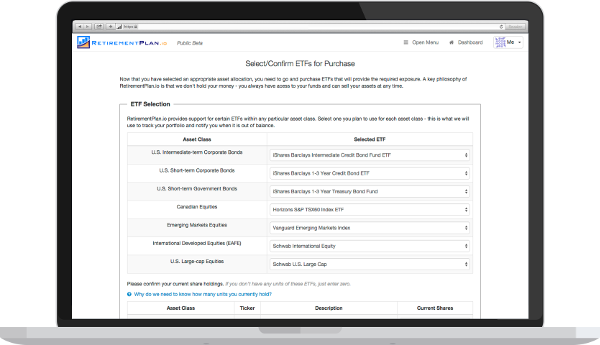 RETIREMENTPLAN.IO Public Beta Open Menu Dashboard Me
Select/Confirm ETFs for Purchase
Now that you have selected an appropriate asset allocation, you need to go and purchase ETFs that will provide the required exposure. A key philosophy of
RetirementPlan.io is that we don't hold your money - you always have access to your funds and can sell your assets at any time.
ETF Selection
RetirementPlan.io provides support for certain ETFs within any particular asset class. Select one you plan to use for each asset class - this is what we will
use to track your portfolio and notify you when it is out of balance.
Asset Class Selected ETF
U.S. Intermediate-term Corporate Bonds iShares Barclays Intermediate Credit Bond Fund ETF
U.S. Short-term Corporate Bonds iShares Barclays 1-3 Year Credit Bond ETF
U.S. Short-term Government Bonds iShares Barclays 1-3 Year Treasury Bond Fund
Canadian Equities Horizons S&P TSX60 Index ETF
Emerging Markets Equities Vanguard Emerging Markets Index
International Developed Equities (EAFE) Schwab International Equity
U.S. Large-cap Equities Schwab U.S. Large Cap
Please confirm your current share holdings. If you don't have any units of these ETFs, just enter zero.
Why do we need to know how many units you currently hold?
Asset Class Ticker Description Current Shares